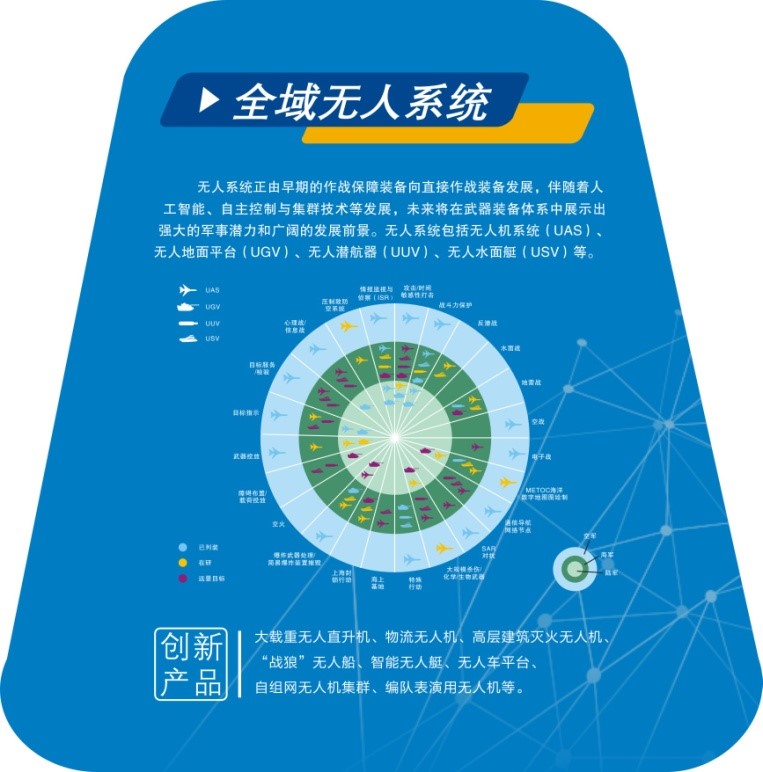 全域无人系统
无人系统正由早期的作战保障装备向直接作战装备发展，伴随着人
工智能、自主控制与集群技术等发展，未来将在武器装备体系中展示出
强大的军事潜力和广阔的发展前景。无人系统包括无人机系统（UAS）、
无人地面平台（UGV）、无人潜航器（UUV）、无人水面艇（USV）等。
UAS
UGV
UUV
USV
情报监视与
侦察（ISR）
攻击/时间
敏感性打击
战斗力保护
反潜战
水面战
地雷战
空战
电子战
METOC海洋
数字地图图绘制
通信导航
网络节点
SAR
对抗
大规模杀伤/
化学生物武器
特殊
行动
海上
基地
上海封
锁行动
爆炸武器处理/
简易爆炸装置摧毁
交火
障碍布置/
载荷投放
武器投放
目标指示
目标服务
/检验
心理战/
信息战
压制敌防
空系统
已列装
在研
远景目标
空军
海军
陆军
创新
产品
大载重无人直升机、物流无人机、高层建筑灭火无人机、
“战狼”无人船、智能无人艇、无人车平台、
自组网无人机集群、编队表演用无人机等。